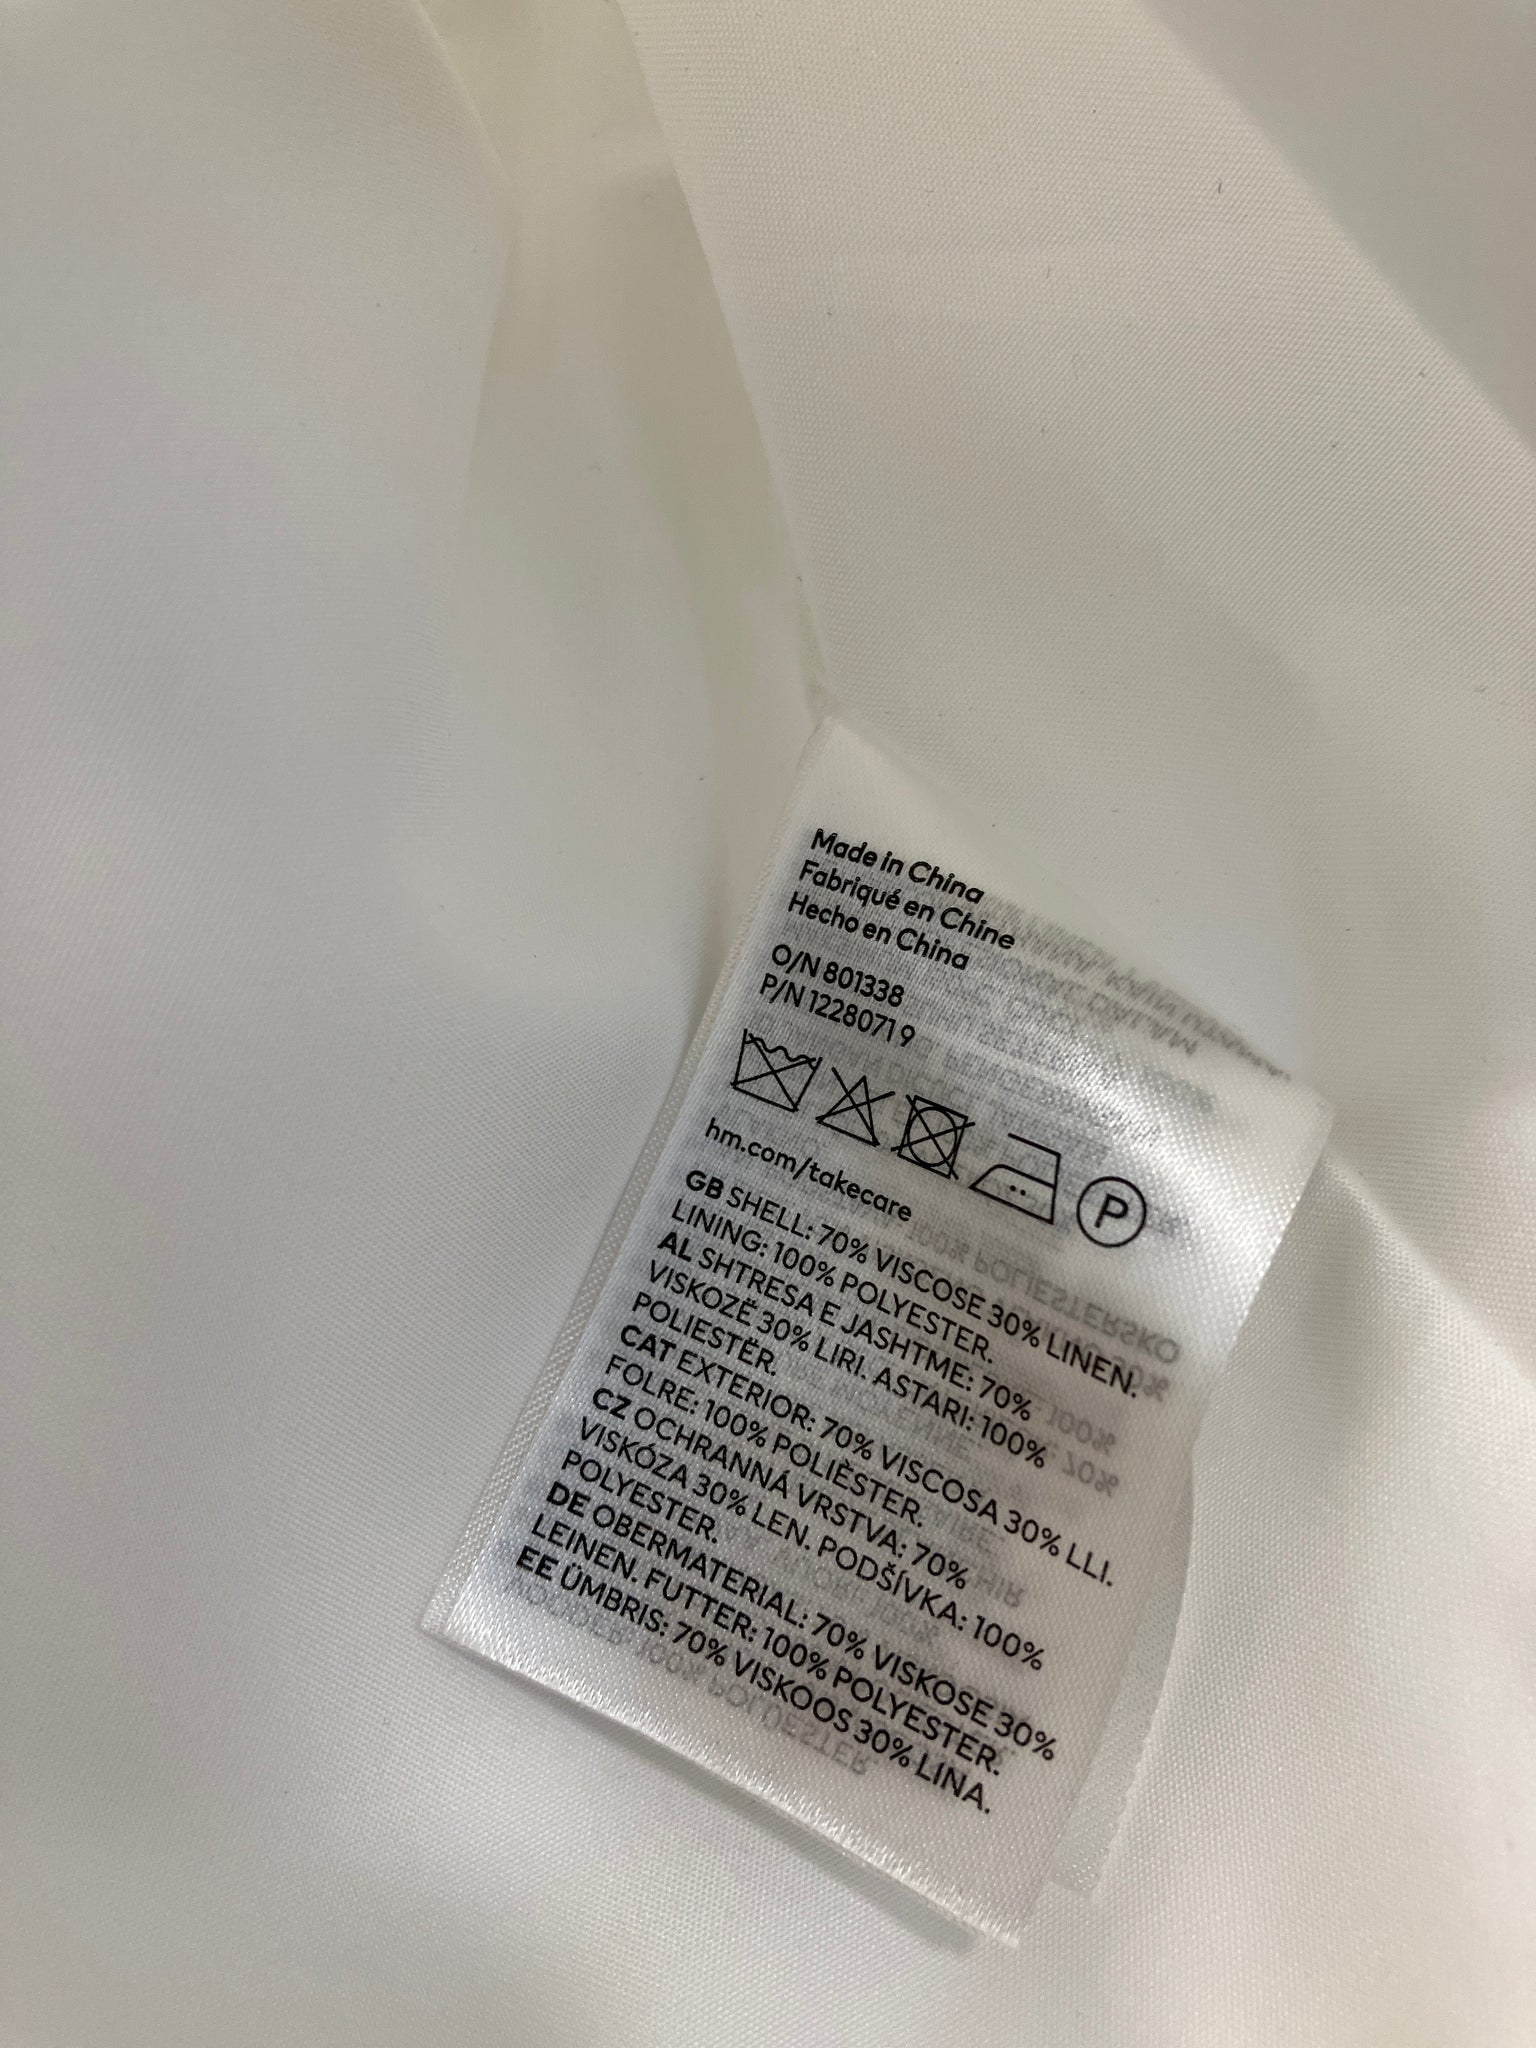 Made in China
Fabriqué en Chine
Hecho en China
O/N 801338
P/N 1228071 9
P
hm.com/takecare
GB SHELL: 70% VISCOSE 30% LINEN.
LINING: 100% POLYESTER.
AL SHTRESA E JASHTME: 70%
VISKOZË 30% LIRI. ASTARI: 100%
POLIESTËR.
CAT EXTERIOR: 70% VISCOSA 30% LLI.
FOLRE: 100% POLIÈSTER.
CZ OCHRANNÁ VRSTVA: 70%
VISKÓZA 30% LEN. PODŠÍVKA: 100%
POLYESTER.
DE OBERMATERIAL: 70% VISKOSE 30%
LEINEN. FUTTER: 100% POLYESTER.
EE ÜMBRIS: 70% VISKOOS 30% LINA.